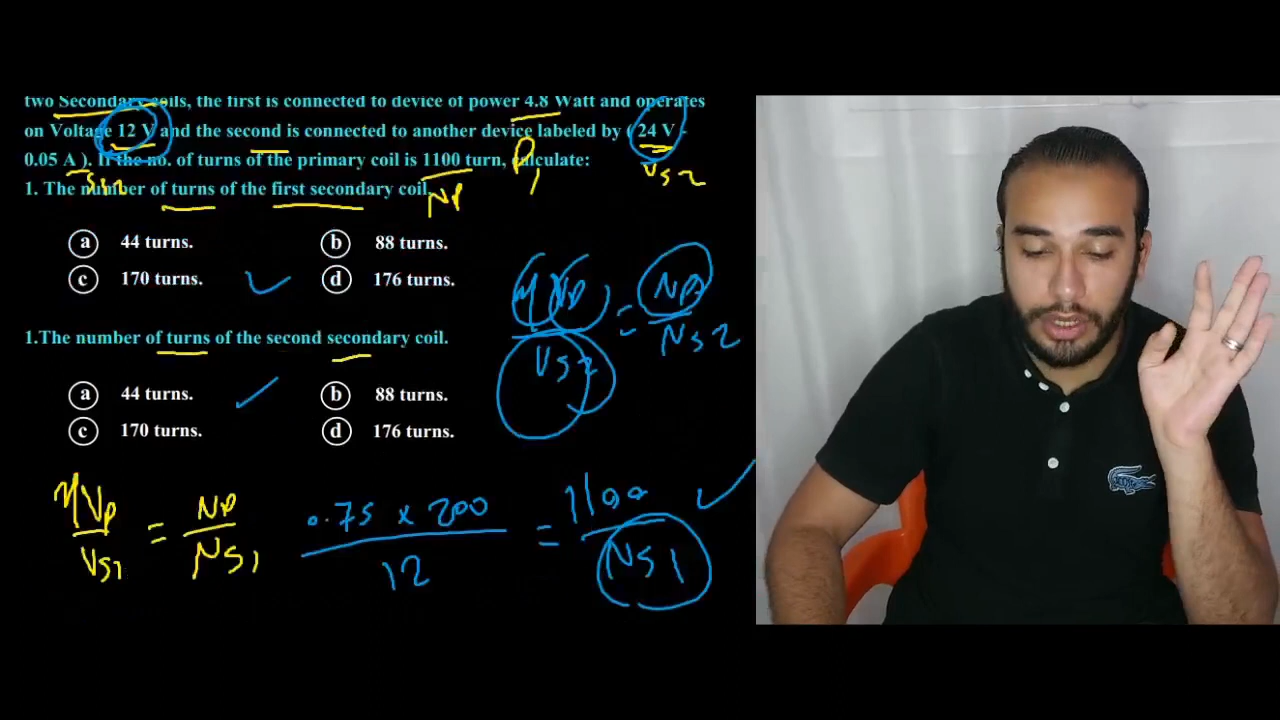 two Secondary coils, the first is connected to device of power 4.8 Watt and operates
on Voltage 12 V and the second is connected to another device labeled by ( 24 V -
0.05 A ). If the no. of turns of the primary coil is 1100 turn, calculate:
P1
VS2
1. The number of turns of the first secondary coil.
NP
a 44 turns.
b 88 turns.
c 170 turns.
d 176 turns.
NP
VS2
=
NS2
1.The number of turns of the second secondary coil.
a 44 turns.
b 88 turns.
c 170 turns.
d 176 turns.
ηVP / VS1 = NP / NS1
0.75 x 200 / 12 = 1100 / NS1